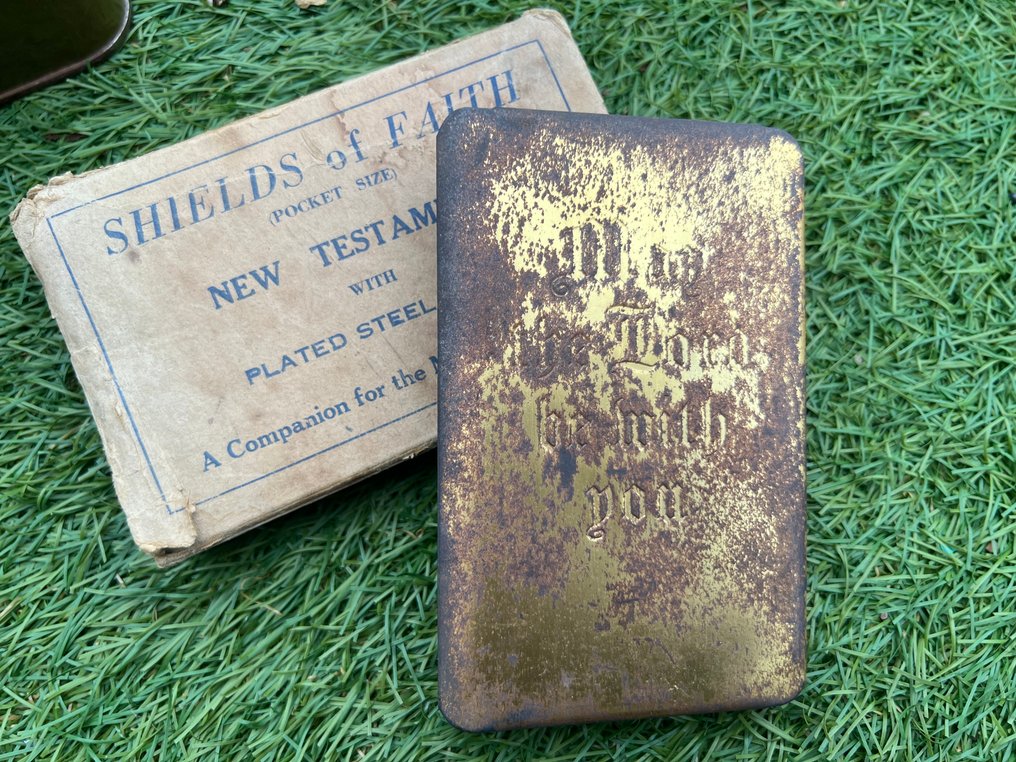 SHIELDS of FAITH
(POCKET SIZE)
NEW TESTAM
WITH
PLATED STEEL
A Companion for the
May
the Lord
be with
you